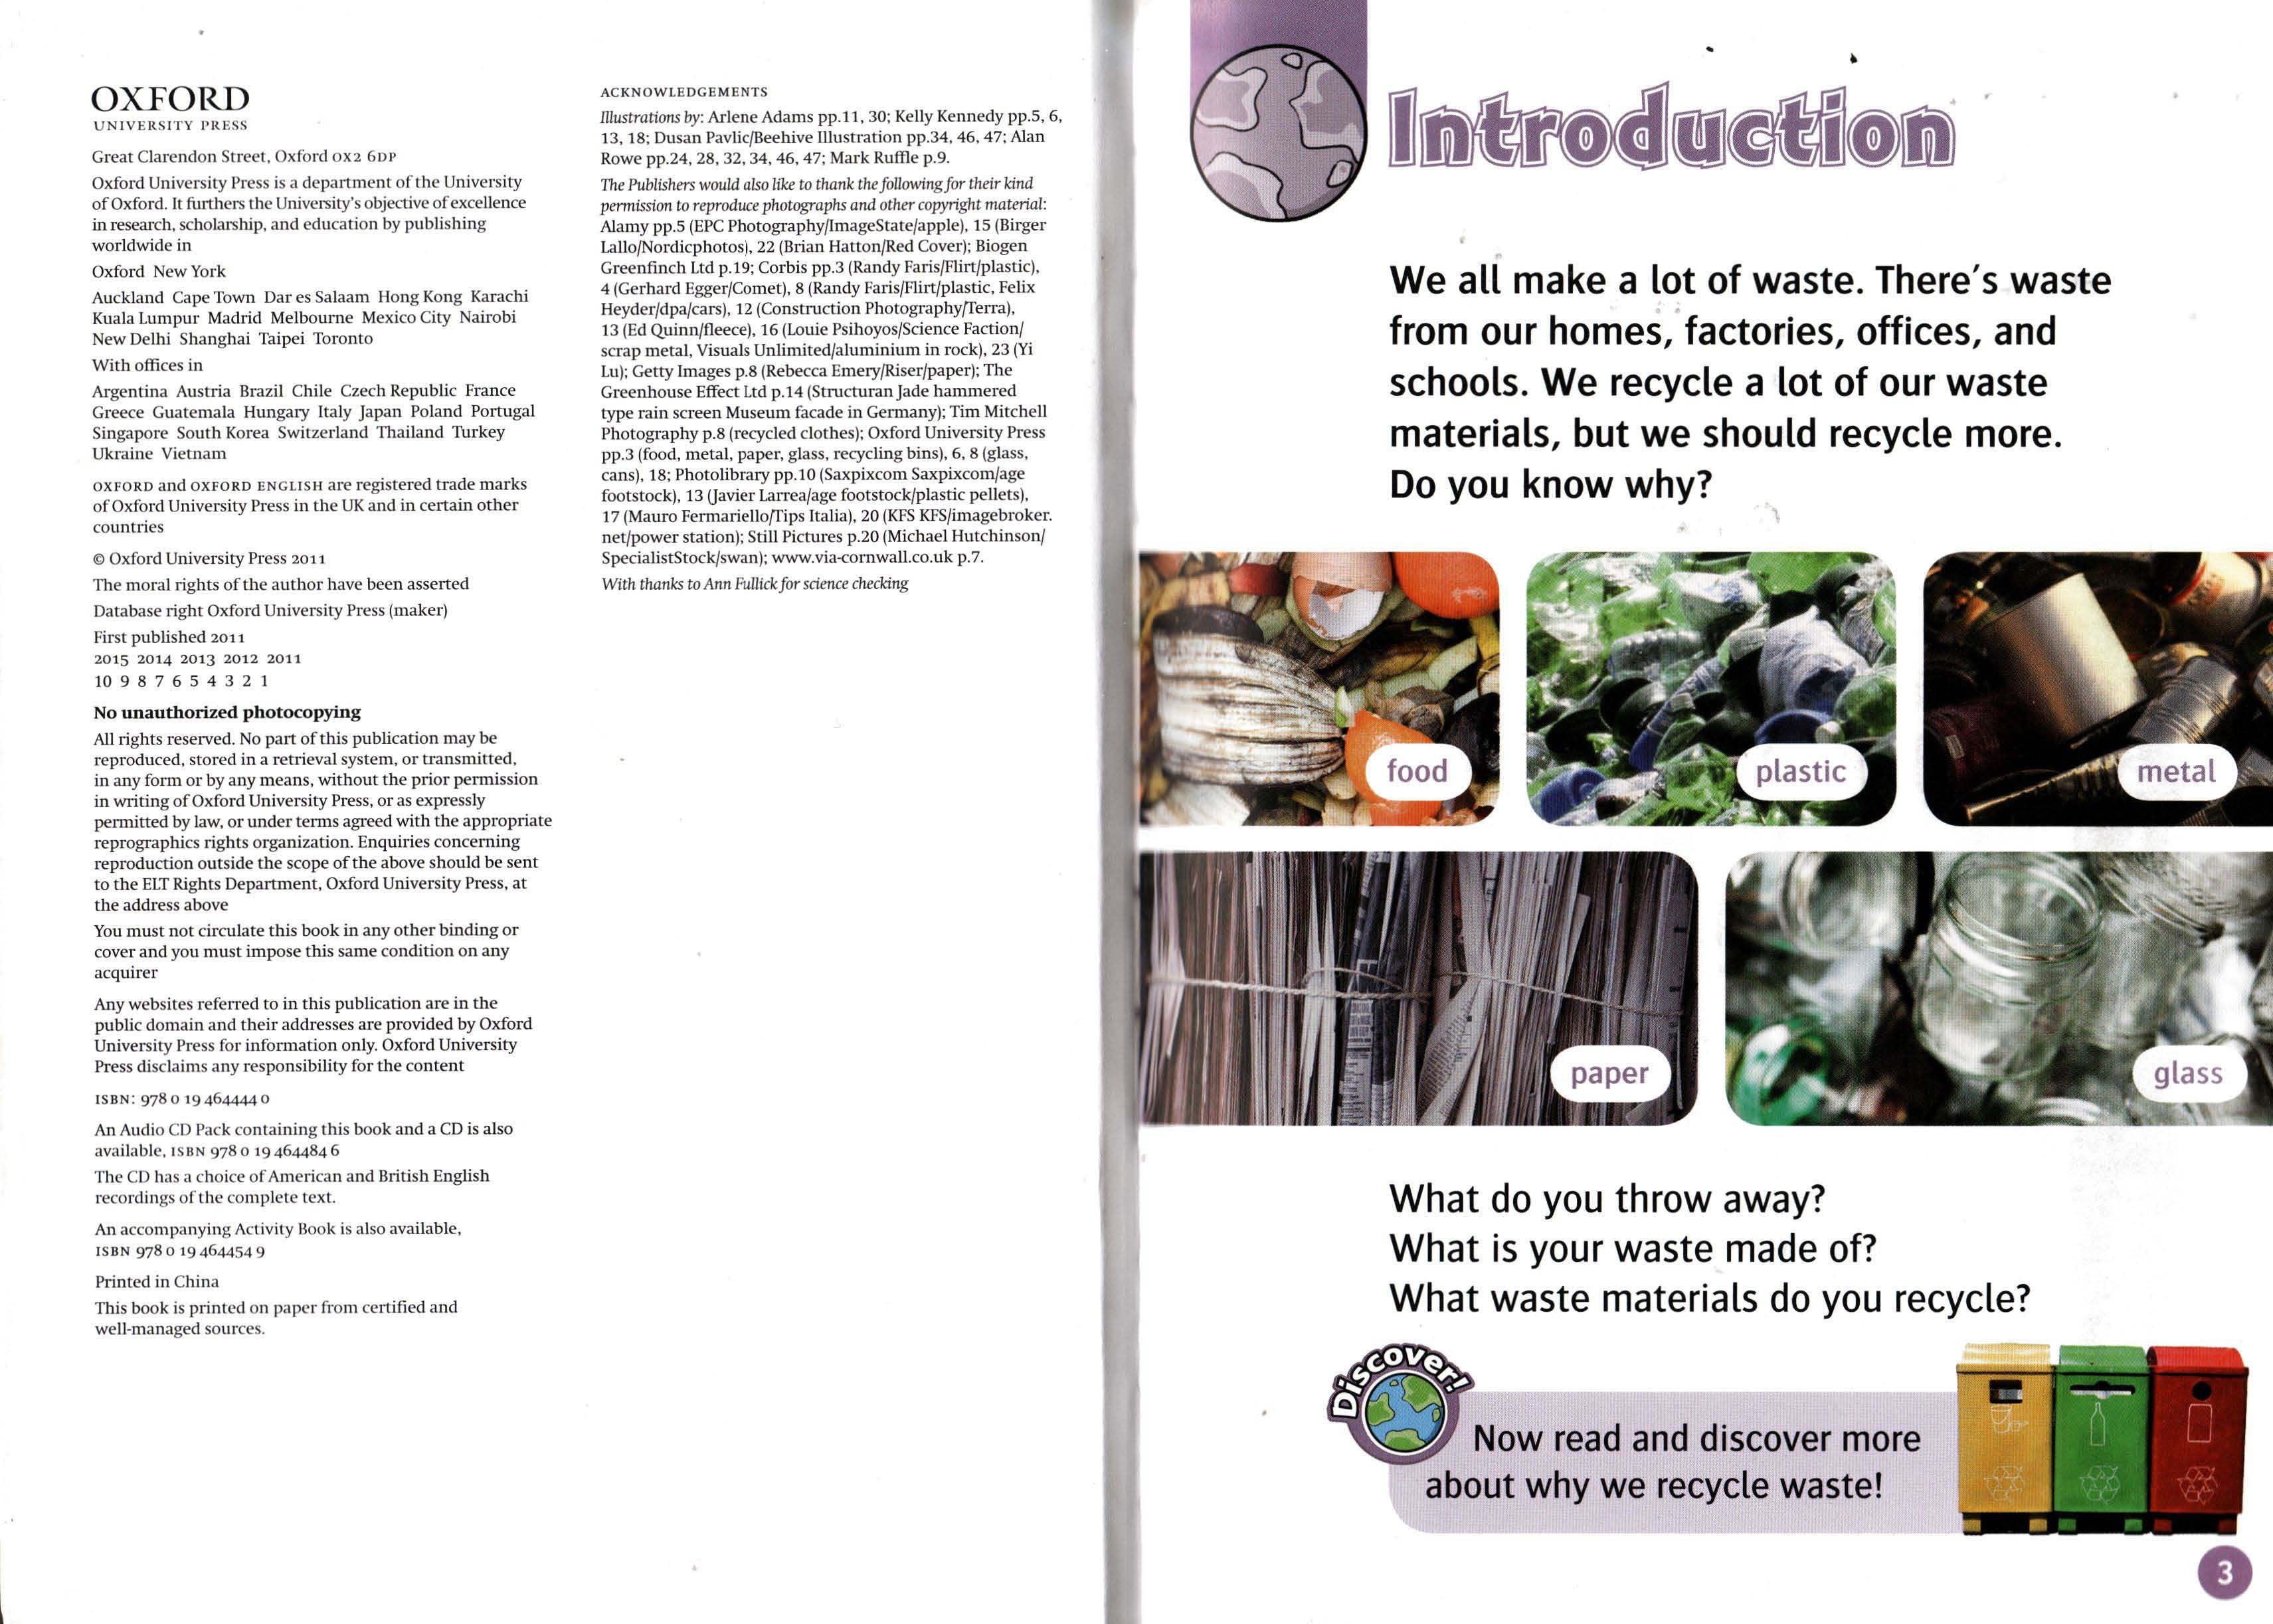 OXFORD
UNIVERSITY PRESS
Great Clarendon Street, Oxford OX2 6DP
Oxford University Press is a department of the University
of Oxford. It furthers the University's objective of excellence
in research, scholarship, and education by publishing
worldwide in
Oxford New York
Auckland Cape Town Dar es Salaam Hong Kong Karachi
Kuala Lumpur Madrid Melbourne Mexico City Nairobi
New Delhi Shanghai Taipei Toronto
With offices in
Argentina Austria Brazil Chile Czech Republic France
Greece Guatemala Hungary Italy Japan Poland Portugal
Singapore South Korea Switzerland Thailand Turkey
Ukraine Vietnam
OXFORD and OXFORD ENGLISH are registered trade marks
of Oxford University Press in the UK and in certain other
countries
© Oxford University Press 2011
The moral rights of the author have been asserted
Database right Oxford University Press (maker)
First published 2011
2015 2014 2013 2012 2011
10 9 8 7 6 5 4 3 2 1
No unauthorized photocopying
All rights reserved. No part of this publication may be
reproduced, stored in a retrieval system, or transmitted,
in any form or by any means, without the prior permission
in writing of Oxford University Press, or as expressly
permitted by law, or under terms agreed with the appropriate
reprographics rights organization. Enquiries concerning
reproduction outside the scope of the above should be sent
to the ELT Rights Department, Oxford University Press, at
the address above
You must not circulate this book in any other binding or
cover and you must impose this same condition on any
acquirer
Any websites referred to in this publication are in the
public domain and their addresses are provided by Oxford
University Press for information only. Oxford University
Press disclaims any responsibility for the content
ISBN: 978 0 19 464444 0
An Audio CD Pack containing this book and a CD is also
available, ISBN 978 0 19 464484 6
The CD has a choice of American and British English
recordings of the complete text.
An accompanying Activity Book is also available,
ISBN 978 0 19 464454 9
Printed in China
This book is printed on paper from certified and
well-managed sources.
ACKNOWLEDGEMENTS
Illustrations by: Arlene Adams pp.11, 30; Kelly Kennedy pp.5, 6,
13, 18; Dusan Pavlic/Beehive Illustration pp.34, 46, 47; Alan
Rowe pp.24, 28, 32, 34, 46, 47; Mark Ruffle p.9.
The Publishers would also like to thank the following for their kind
permission to reproduce photographs and other copyright material:
Alamy pp.5 (EPC Photography/ImageState/apple), 15 (Birger
Lallo/Nordicphotos), 22 (Brian Hatton/Red Cover); Biogen
Greenfinch Ltd p.19; Corbis pp.3 (Randy Faris/Flirt/plastic),
4 (Gerhard Egger/Comet), 8 (Randy Faris/Flirt/plastic, Felix
Heyder/dpa/cars), 12 (Construction Photography/Terra),
13 (Ed Quinn/fleece), 16 (Louie Psihoyos/Science Faction/
scrap metal, Visuals Unlimited/aluminium in rock), 23 (Yi
Lu); Getty Images p.8 (Rebecca Emery/Riser/paper); The
Greenhouse Effect Ltd p.14 (Structuran Jade hammered
type rain screen Museum facade in Germany); Tim Mitchell
Photography p.8 (recycled clothes); Oxford University Press
pp.3 (food, metal, paper, glass, recycling bins), 6, 8 (glass,
cans), 18; Photolibrary pp.10 (Saxpixcom Saxpixcom/age
footstock), 13 (Javier Larrea/age footstock/plastic pellets),
17 (Mauro Fermariello/Tips Italia), 20 (KFS KFS/imagebroker.
net/power station); Still Pictures p.20 (Michael Hutchinson/
SpecialistStock/swan); www.via-cornwall.co.uk p.7.
With thanks to Ann Fullick for science checking
Introduction
We all make a lot of waste. There's waste
from our homes, factories, offices, and
schools. We recycle a lot of our waste
materials, but we should recycle more.
Do you know why?
food
plastic
metal
paper
glass
What do you throw away?
What is your waste made of?
What waste materials do you recycle?
Discover!
Now read and discover more
about why we recycle waste!
3